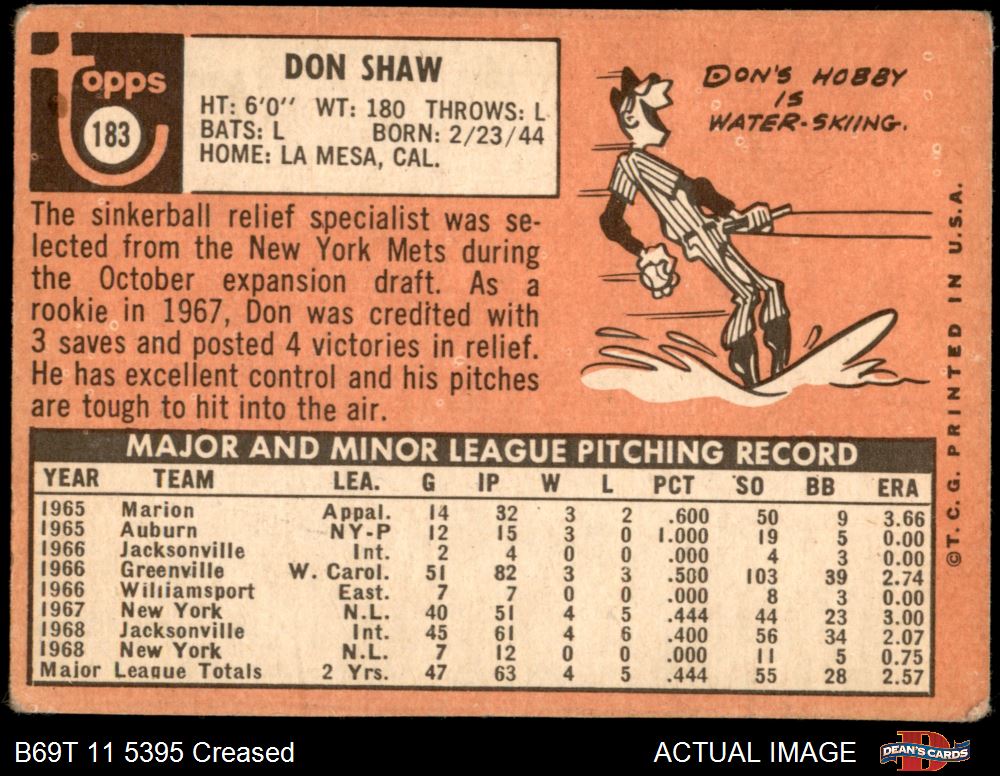 topps
183
DON SHAW
HT: 6'0'' WT: 180 THROWS: L
BATS: L BORN: 2/23/44
HOME: LA MESA, CAL.
DON'S HOBBY
IS
WATER-SKIING.
The sinkerball relief specialist was se-
lected from the New York Mets during
the October expansion draft. As a
rookie in 1967, Don was credited with
3 saves and posted 4 victories in relief.
He has excellent control and his pitches
are tough to hit into the air.
MAJOR AND MINOR LEAGUE PITCHING RECORD
YEAR TEAM LEA. G IP W L PCT SO BB ERA
1965 Marion Appal. 14 32 3 2 .600 50 9 3.66
1965 Auburn NY-P 12 15 3 0 1.000 19 5 0.00
1966 Jacksonville Int. 2 4 0 0 .000 4 3 0.00
1966 Greenville W. Carol. 51 82 3 3 .500 103 39 2.74
1966 Williamsport East. 7 7 0 0 .000 8 3 0.00
1967 New York N.L. 40 51 4 5 .444 44 23 3.00
1968 Jacksonville Int. 45 61 4 6 .400 56 34 2.07
1968 New York N.L. 7 12 0 0 .000 11 5 0.75
Major League Totals 2 Yrs. 47 63 4 5 .444 55 28 2.57
©T.C.G. PRINTED IN U.S.A.
B69T 11 5395 Creased
ACTUAL IMAGE
DEAN'S CARDS